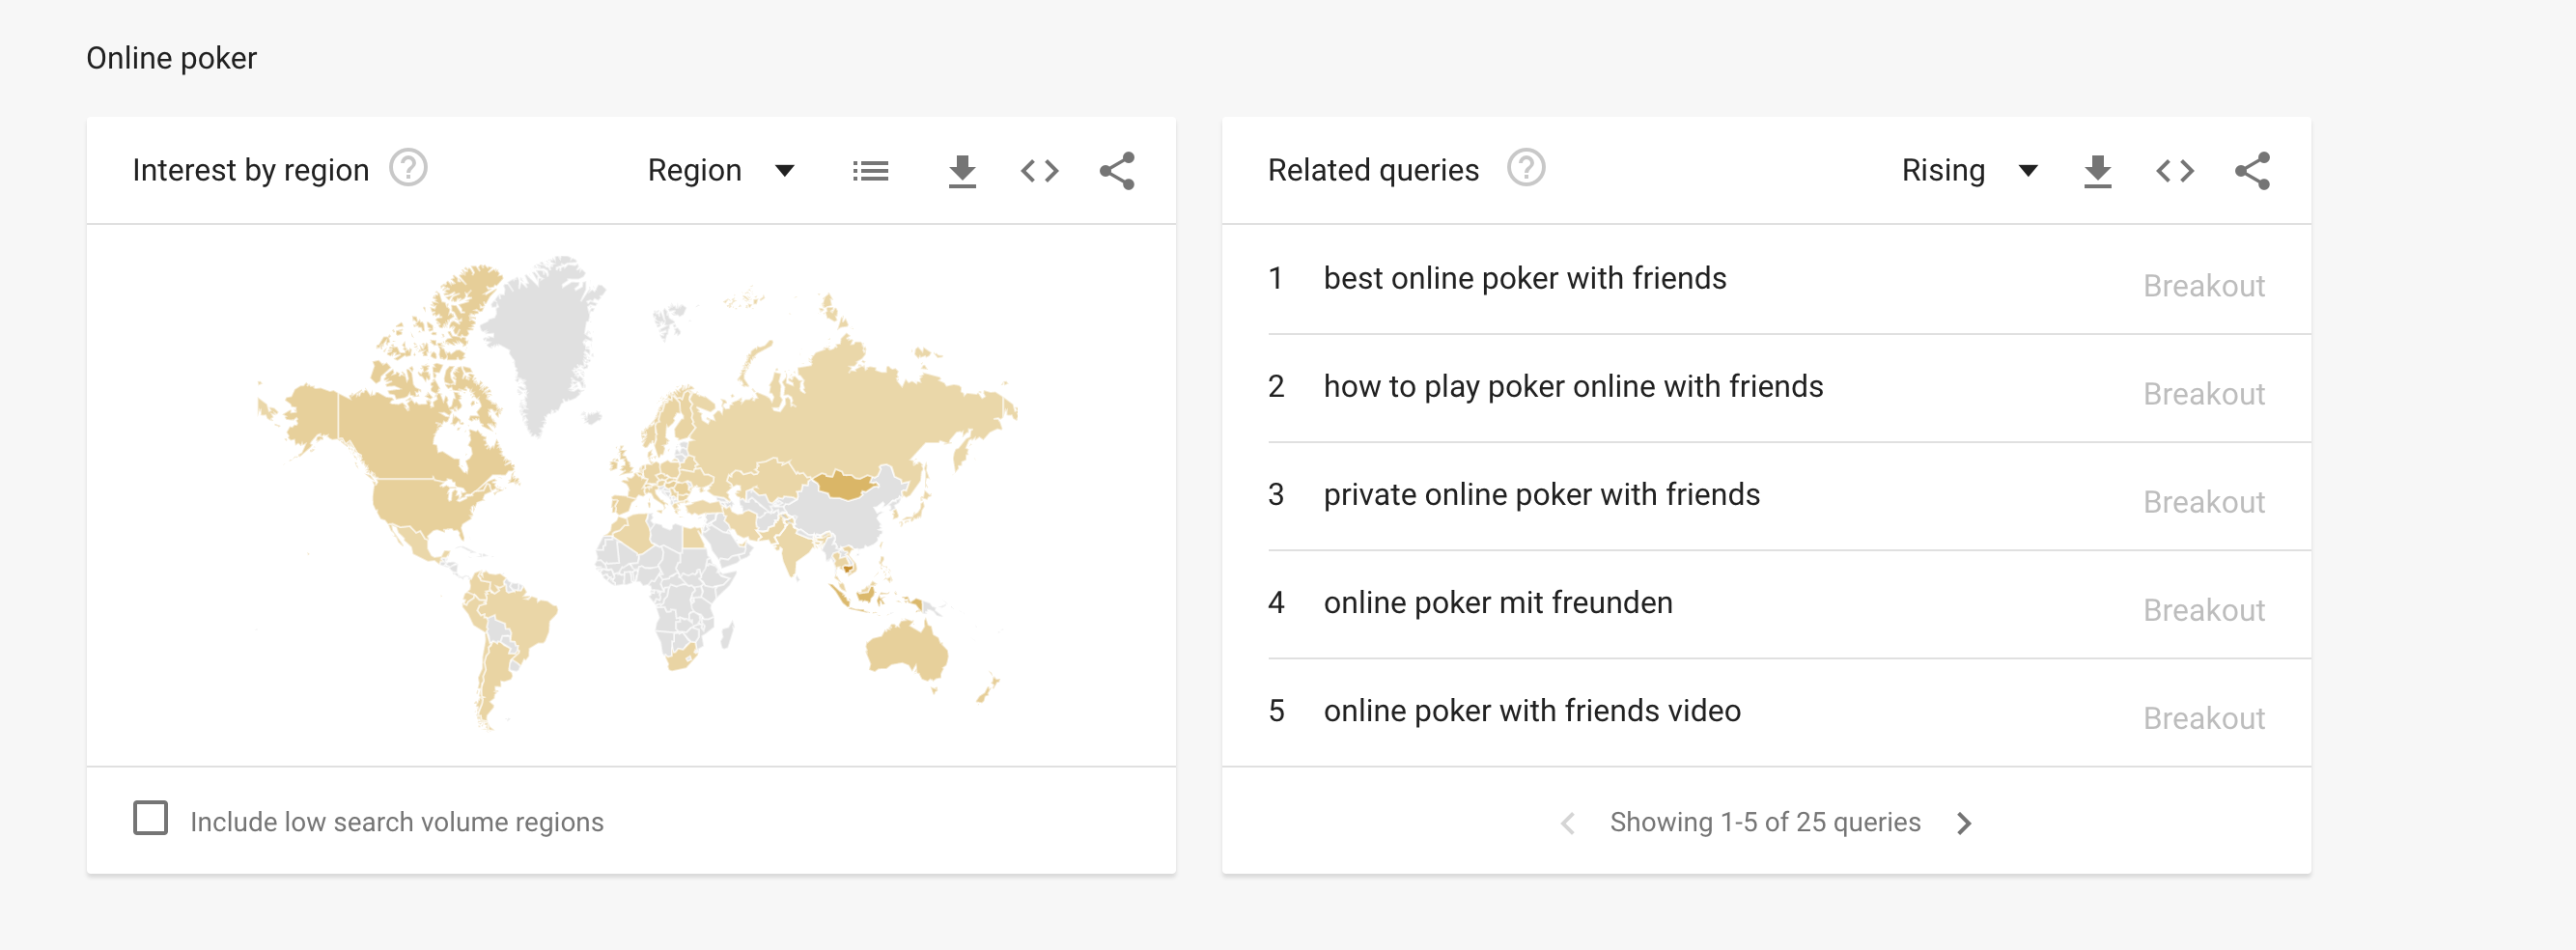 Online poker
Interest by region
Region
Related queries
Rising
1 best online poker with friends Breakout
2 how to play poker online with friends Breakout
3 private online poker with friends Breakout
4 online poker mit freunden Breakout
5 online poker with friends video Breakout
Include low search volume regions
Showing 1-5 of 25 queries